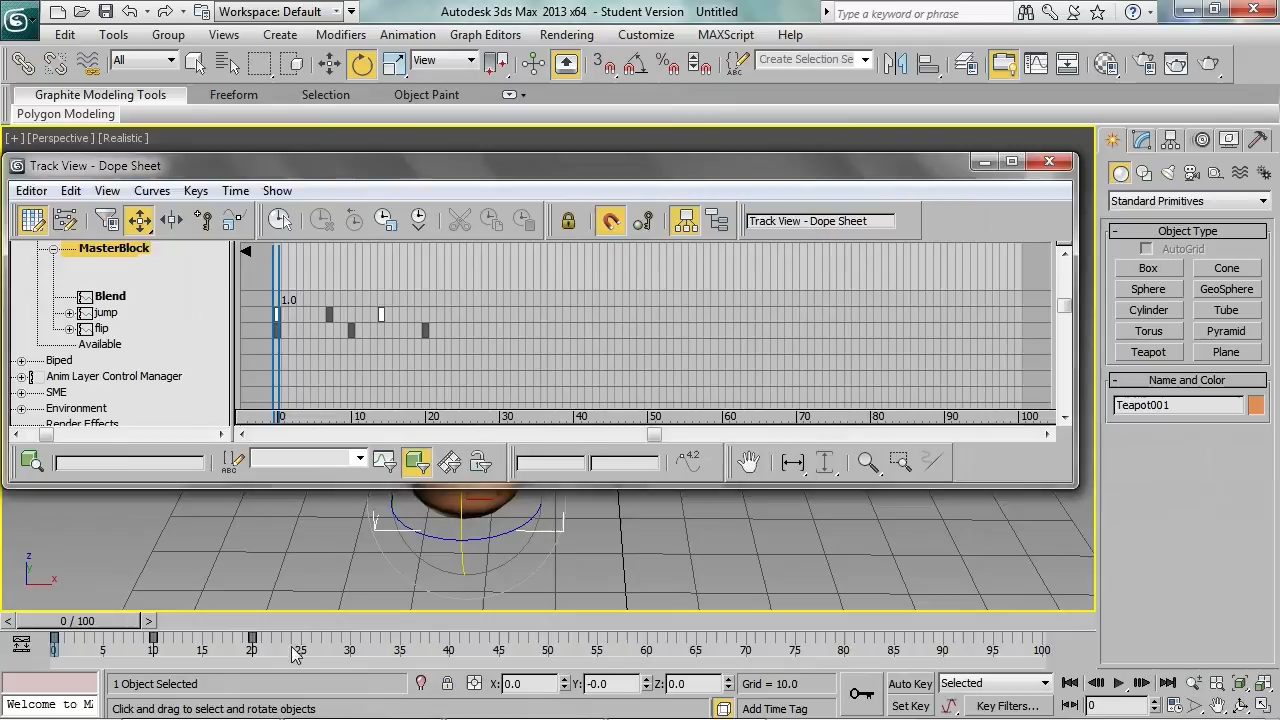 Workspace: Default
Autodesk 3ds Max 2013 x64 - Student Version Untitled
Type a keyword or phrase
Edit Tools Group Views Create Modifiers Animation Graph Editors Rendering Customize MAXScript Help
All
View
3
Create Selection Se
Graphite Modeling Tools Freeform Selection Object Paint
Polygon Modeling
[+] [Perspective ] [Realistic ]
Track View - Dope Sheet
Editor Edit View Curves Keys Time Show
Track View - Dope Sheet
MasterBlock
Blend
jump
flip
Available
Biped
Anim Layer Control Manager
SME
Environment
1.0
0 10 20 30 40 50 60 70 80 90 100
ABC
4.2
Standard Primitives
Object Type
AutoGrid
Box Cone
Sphere GeoSphere
Cylinder Tube
Torus Pyramid
Teapot Plane
Name and Color
Teapot001
z
y
x
0 / 100
0 5 10 15 20 25 30 35 40 45 50 55 60 65 70 75 80 85 90 95 100
1 Object Selected
X: 0.0 Y: -0.0 Z: 0.0
Grid = 10.0
Auto Key
Selected
Welcome to M
Click and drag to select and rotate objects
Add Time Tag
Set Key
Key Filters...
0